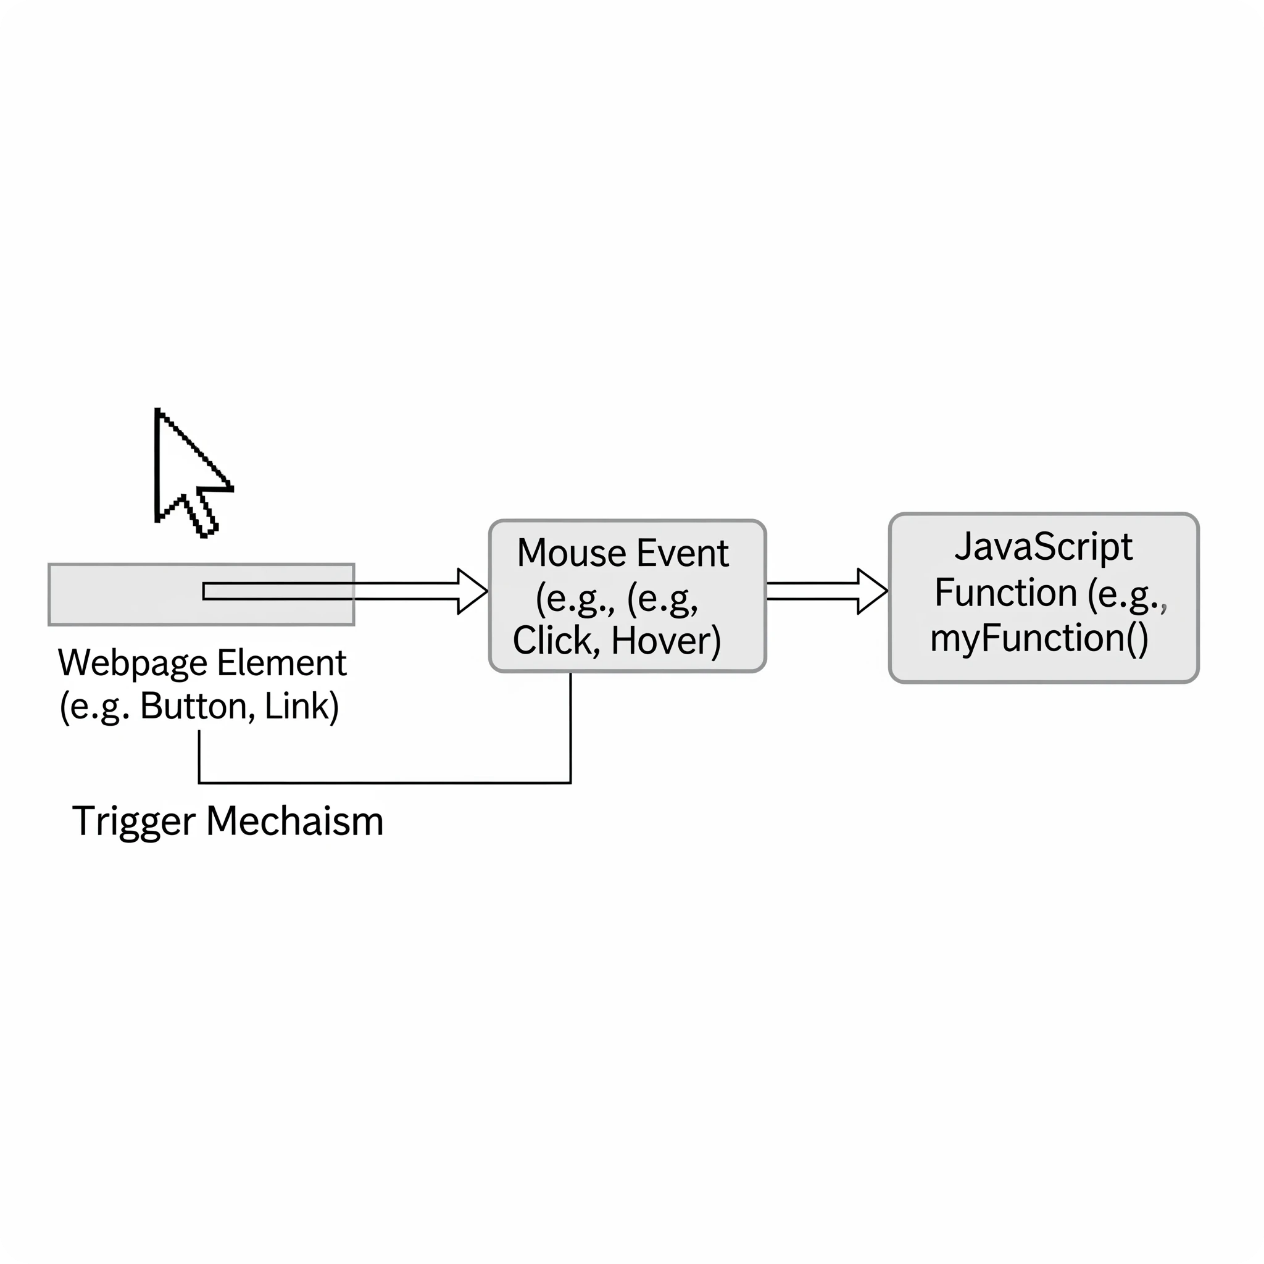 Webpage Element
(e.g. Button, Link)
Trigger Mechaism
Mouse Event
(e.g., (e.g,
Click, Hover)
JavaScript
Function (e.g.,
myFunction()